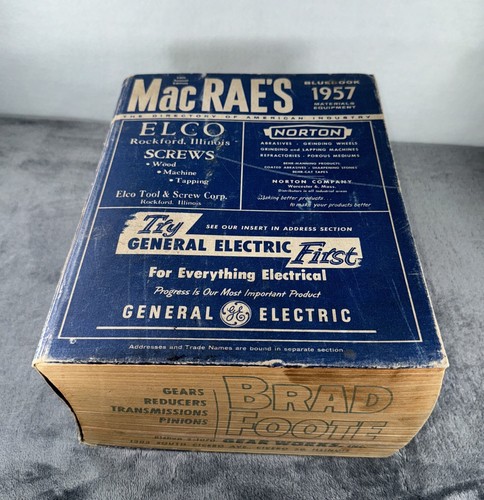 MacRAE'S
BLUEBOOK
1957
MATERIALS
EQUIPMENT
THE DIRECTORY OF AMERICAN INDUSTRY
ELCO
Rockford, Illinois
SCREWS
• Wood
• Machine
• Tapping
Elco Tool & Screw Corp.
Rockford, Illinois
NORTON
ABRASIVES • GRINDING WHEELS
GRINDING and LAPPING MACHINES
REFRACTORIES • POROUS MEDIUMS
NORTON COMPANY
Worcester 6, Mass.
Making better products...
to make your products better
Try
SEE OUR INSERT IN ADDRESS SECTION
GENERAL ELECTRIC
First
For Everything Electrical
Progress is Our Most Important Product
GENERAL GE ELECTRIC
Addresses and Trade Names are bound in separate section
GEARS
REDUCERS
TRANSMISSIONS
PINIONS
BRAD
FOOTE
GEAR WORKS, INC.